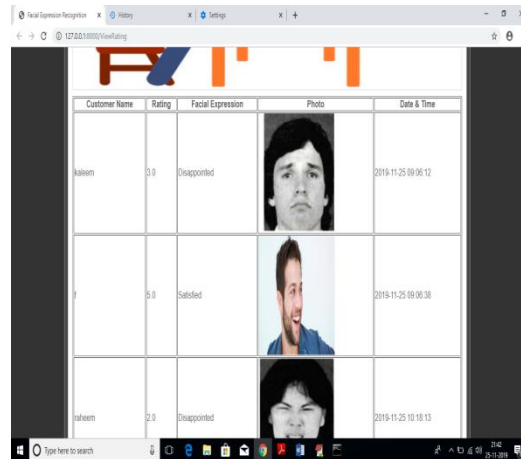 Facial Expression Recognition x History x Settings x +
127.0.0.1:8000/ViewRating
Customer Name Rating Facial Expression Photo Date & Time
kaleem 3.0 Disappointed 2019-11-25 09:06:12
f 5.0 Satisfied 2019-11-25 09:06:38
raheem 2.0 Disappointed 2019-11-25 10:18:13
Type here to search
21:42
25-11-2019